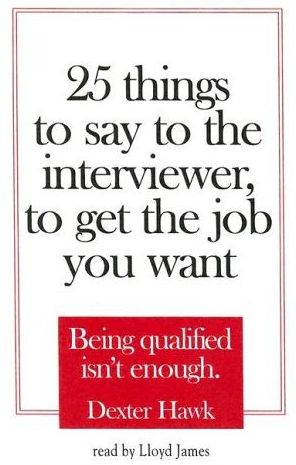 25 things
to say to the
interviewer,
to get the job
you want
Being qualified
isn't enough.
Dexter Hawk
read by Lloyd James